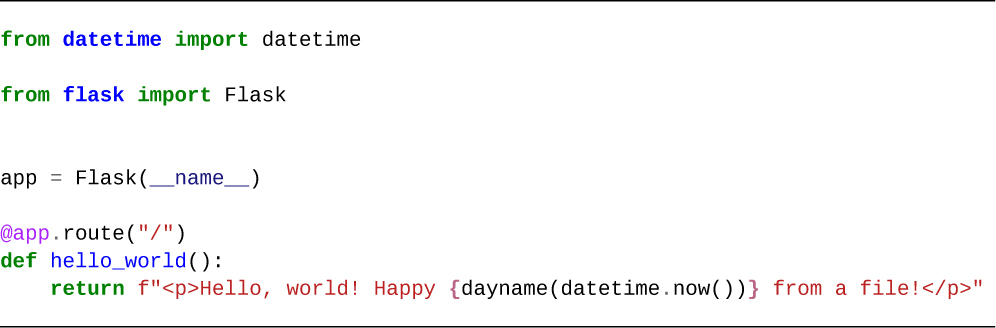 from datetime import datetime
from flask import Flask
app = Flask(__name__)
@app.route("/")
def hello_world():
    return f"<p>Hello, world! Happy {dayname(datetime.now())} from a file!</p>"